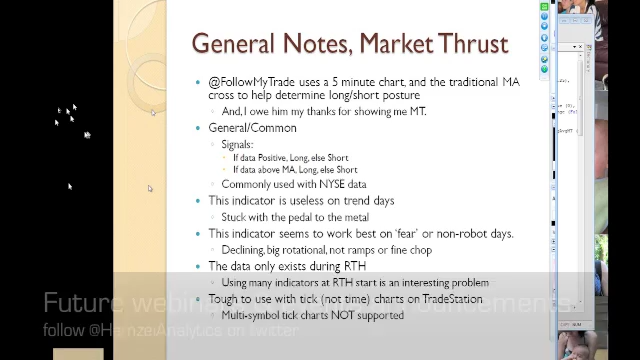 General Notes, Market Thrust
@FollowMyTrade uses a 5 minute chart, and the traditional MA
cross to help determine long/short posture
And, I owe him my thanks for showing me MT.
General/Common
Signals:
If data Positive, Long, else Short
If data above MA, Long, else Short
Commonly used with NYSE data
This indicator is useless on trend days
Stuck with the pedal to the metal
This indicator seems to work best on 'fear' or non-robot days.
Declining, big rotational, not ramps or fine chop
The data only exists during RTH
Using many indicators at RTH start is an interesting problem
Tough to use with tick (not time) charts on TradeStation
Multi-symbol tick charts NOT supported
Future
follow
on twitter